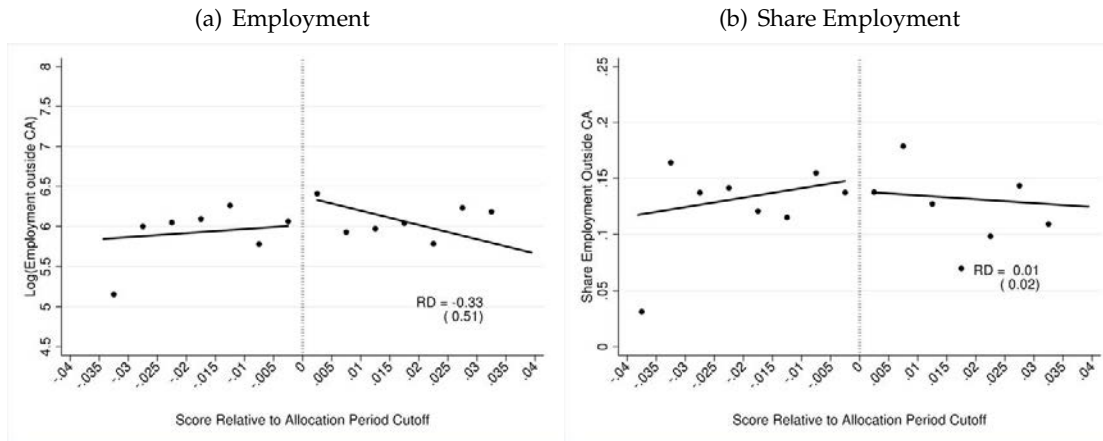 (a) Employment
Log(Employment outside CA)
8
7.5
7
6.5
6
5.5
5
4.5
RD = -0.33
( 0.51)
-.04 -.035 -.03 -.025 -.02 -.015 -.01 -.005 0 .005 .01 .015 .02 .025 .03 .035 .04
Score Relative to Allocation Period Cutoff
(b) Share Employment
Share Employment Outside CA
.25
.2
.15
.1
.05
0
RD = 0.01
( 0.02)
-.04 -.035 -.03 -.025 -.02 -.015 -.01 -.005 0 .005 .01 .015 .02 .025 .03 .035 .04
Score Relative to Allocation Period Cutoff